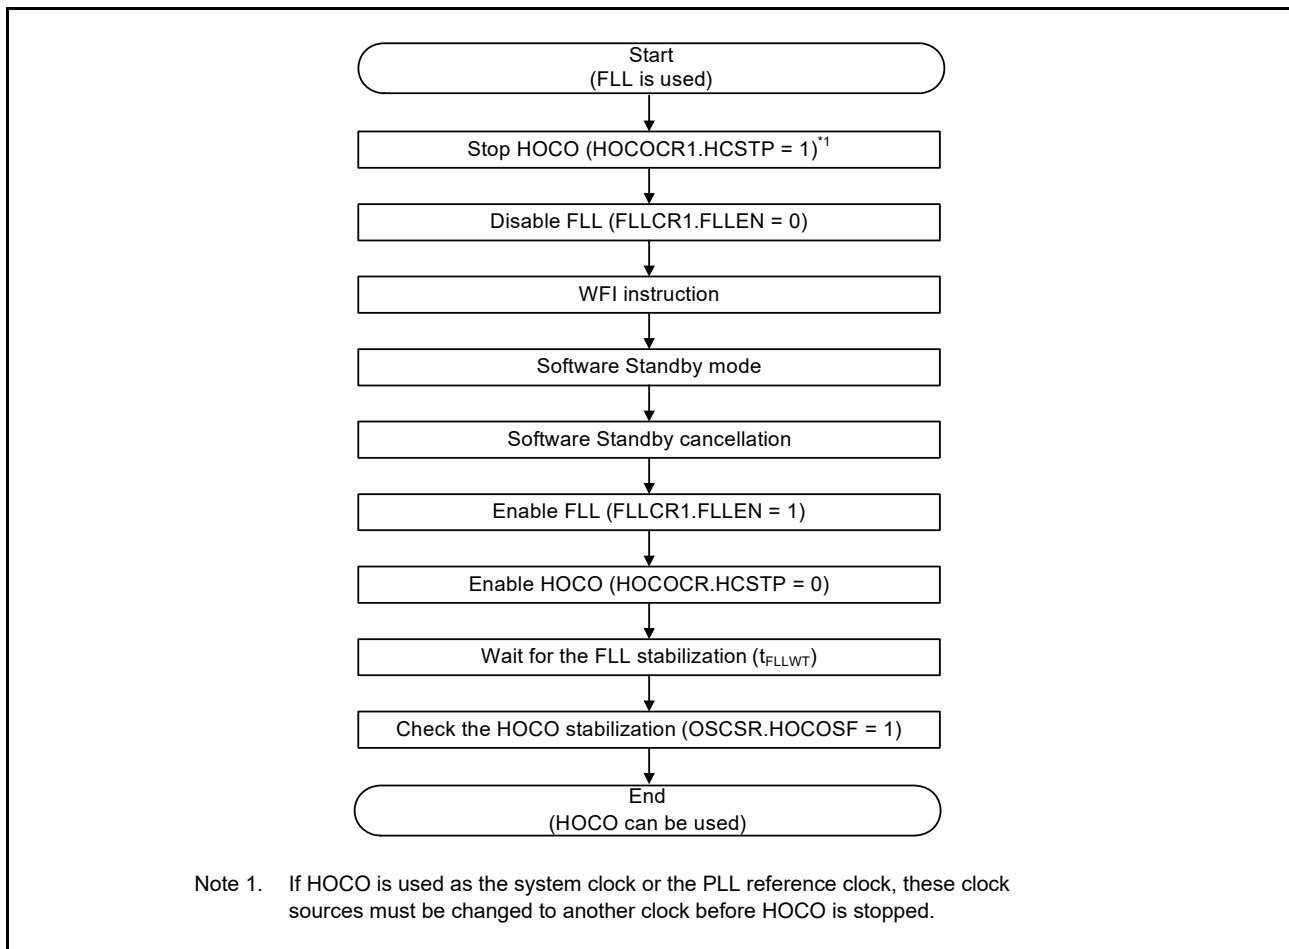 Start
(FLL is used)
Stop HOCO (HOCOCR1.HCSTP = 1)*1
Disable FLL (FLLCR1.FLLEN = 0)
WFI instruction
Software Standby mode
Software Standby cancellation
Enable FLL (FLLCR1.FLLEN = 1)
Enable HOCO (HOCOCR.HCSTP = 0)
Wait for the FLL stabilization (tFLLWT)
Check the HOCO stabilization (OSCSR.HOCOSF = 1)
End
(HOCO can be used)
Note 1. If HOCO is used as the system clock or the PLL reference clock, these clock
sources must be changed to another clock before HOCO is stopped.